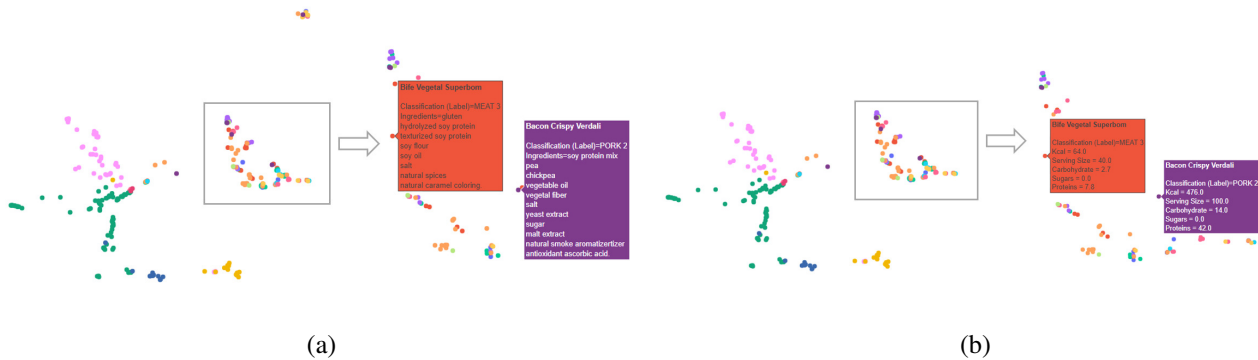 Bife Vegetal Superbom
Classification (Label)=MEAT 3
Ingredients=gluten
hydrolyzed soy protein
texturized soy protein
soy flour
soy oil
salt
natural spices
natural caramel coloring.
Bacon Crispy Verdali
Classification (Label)=PORK 2
Ingredients=soy protein mix
pea
chickpea
vegetable oil
vegetal fiber
salt
yeast extract
sugar
malt extract
natural smoke aromatizertizer
antioxidant ascorbic acid.
(a)
Bife Vegetal Superbom
Classification (Label)=MEAT 3
Kcal = 64.0
Serving Size = 40.0
Carbohydrate = 2.7
Sugars = 0.0
Proteins = 7.6
Bacon Crispy Verdali
Classification (Label)=PORK 2
Kcal = 476.0
Serving Size = 100.0
Carbohydrate = 14.0
Sugars = 0.0
Proteins = 42.0
(b)